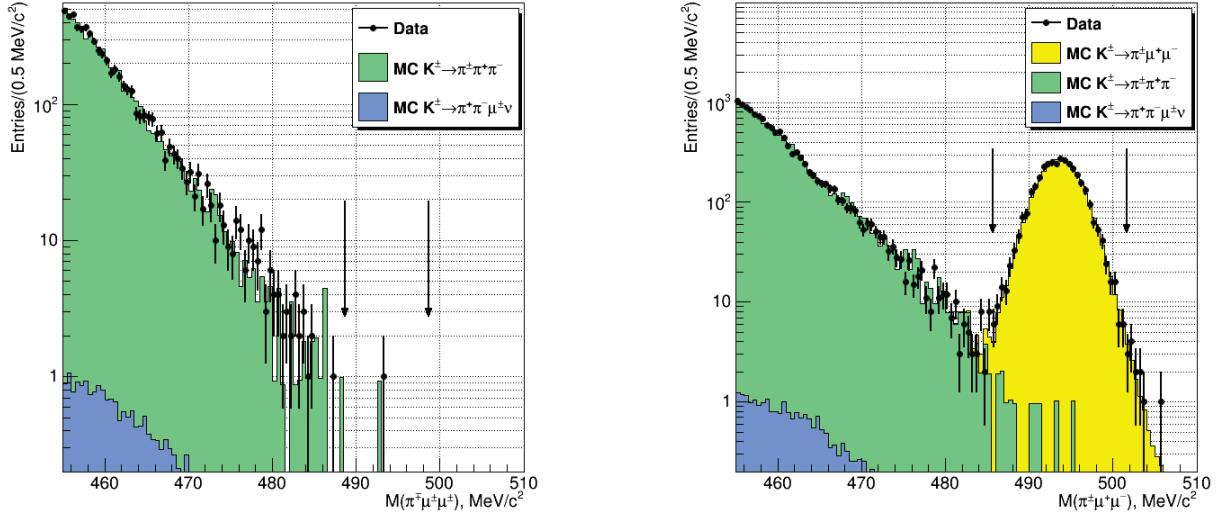 Entries/(0.5 MeV/c²)
10²
10
1
Data
MC K±→π±π⁺π⁻
MC K±→π⁺π⁻μ±ν
460 470 480 490 500 510
M(π∓μ±μ±), MeV/c²
Entries/(0.5 MeV/c²)
10³
10²
10
1
Data
MC K±→π±μ⁺μ⁻
MC K±→π±π⁺π⁻
MC K±→π⁺π⁻μ±ν
460 470 480 490 500 510
M(π±μ⁺μ⁻), MeV/c²